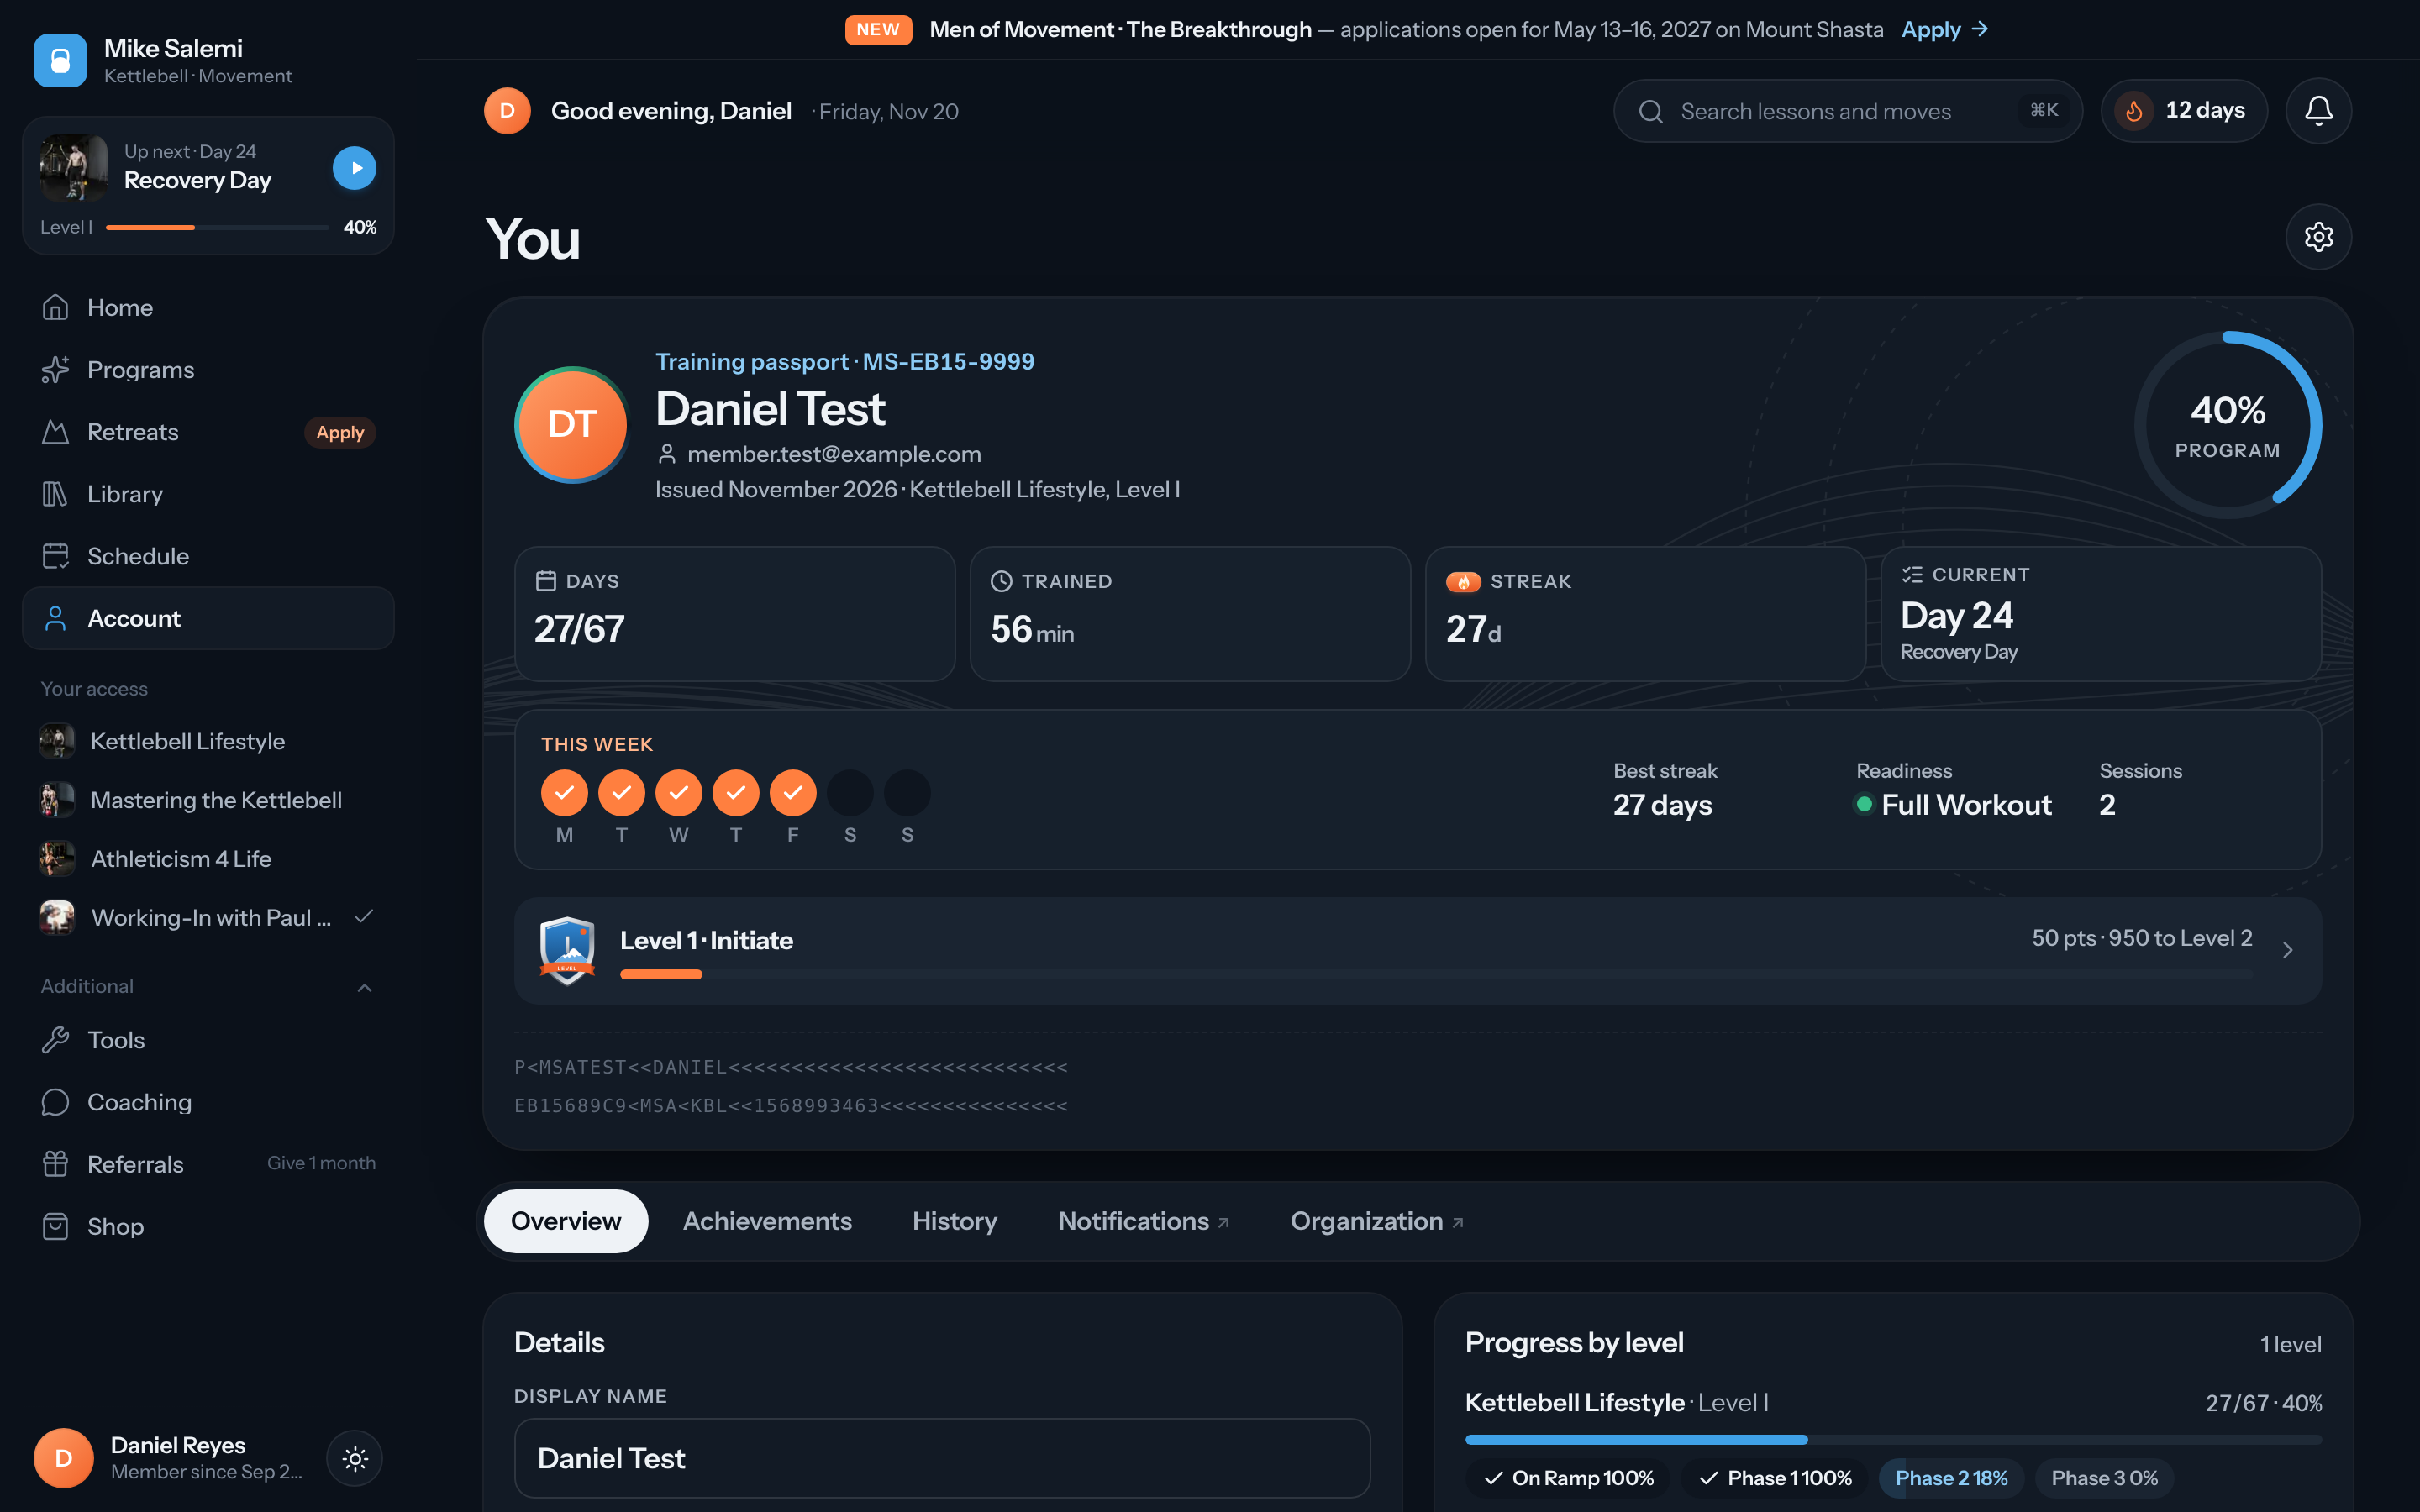 Mike Salemi
Kettlebell · Movement
Up next · Day 24
Recovery Day
Level I
40%
Home
Programs
Retreats
Apply
Library
Schedule
Account
Your access
Kettlebell Lifestyle
Mastering the Kettlebell
Athleticism 4 Life
Working-In with Paul ...
Additional
Tools
Coaching
Referrals
Give 1 month
Shop
Daniel Reyes
Member since Sep 2...
NEW Men of Movement · The Breakthrough — applications open for May 13–16, 2027 on Mount Shasta Apply →
D Good evening, Daniel · Friday, Nov 20
Search lessons and moves ⌘K
12 days
You
Training passport · MS-EB15-9999
DT
Daniel Test
member.test@example.com
Issued November 2026 · Kettlebell Lifestyle, Level I
40%
PROGRAM
DAYS
27/67
TRAINED
56 min
STREAK
27d
CURRENT
Day 24
Recovery Day
THIS WEEK
M T W T F S S
Best streak
27 days
Readiness
Full Workout
Sessions
2
LEVEL
Level 1 · Initiate
50 pts · 950 to Level 2
P<MSATEST<<DANIEL<<<<<<<<<<<<<<<<<<<<<<<<<<<
EB15689C9<MSA<KBL<<1568993463<<<<<<<<<<<<<<<
Overview
Achievements
History
Notifications ↗
Organization ↗
Details
DISPLAY NAME
Daniel Test
Progress by level
1 level
Kettlebell Lifestyle · Level I
27/67 · 40%
On Ramp 100%
Phase 1 100%
Phase 2 18%
Phase 3 0%
D